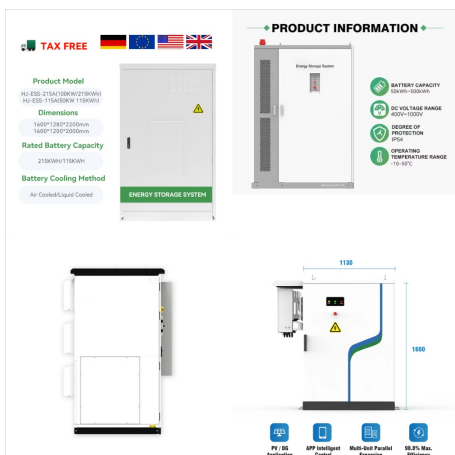 TAX FREE
Product Model
HJ-ESS-215A(100KW/215KWh)
HJ-ESS-115A(50KW 115KWh)
Dimensions
1600*1280*2200mm
1600*1200*2000mm
Rated Battery Capacity
215KWH/115KWH
Battery Cooling Method
Air Cooled/Liquid Cooled
ENERGY STORAGE SYSTEM
PRODUCT INFORMATION
Energy Storage System
BATTERY CAPACITY
50kWh~500kWh
DC VOLTAGE RANGE
400V~1000V
DEGREE OF
PROTECTION
IP54
OPERATING
TEMPERATURE RANGE
-10~50°C
1130
1600
PV / DG
Application
APP Intelligent
Control
Multi-Unit Parallel
Expansion
98.8% Max.
Efficiency